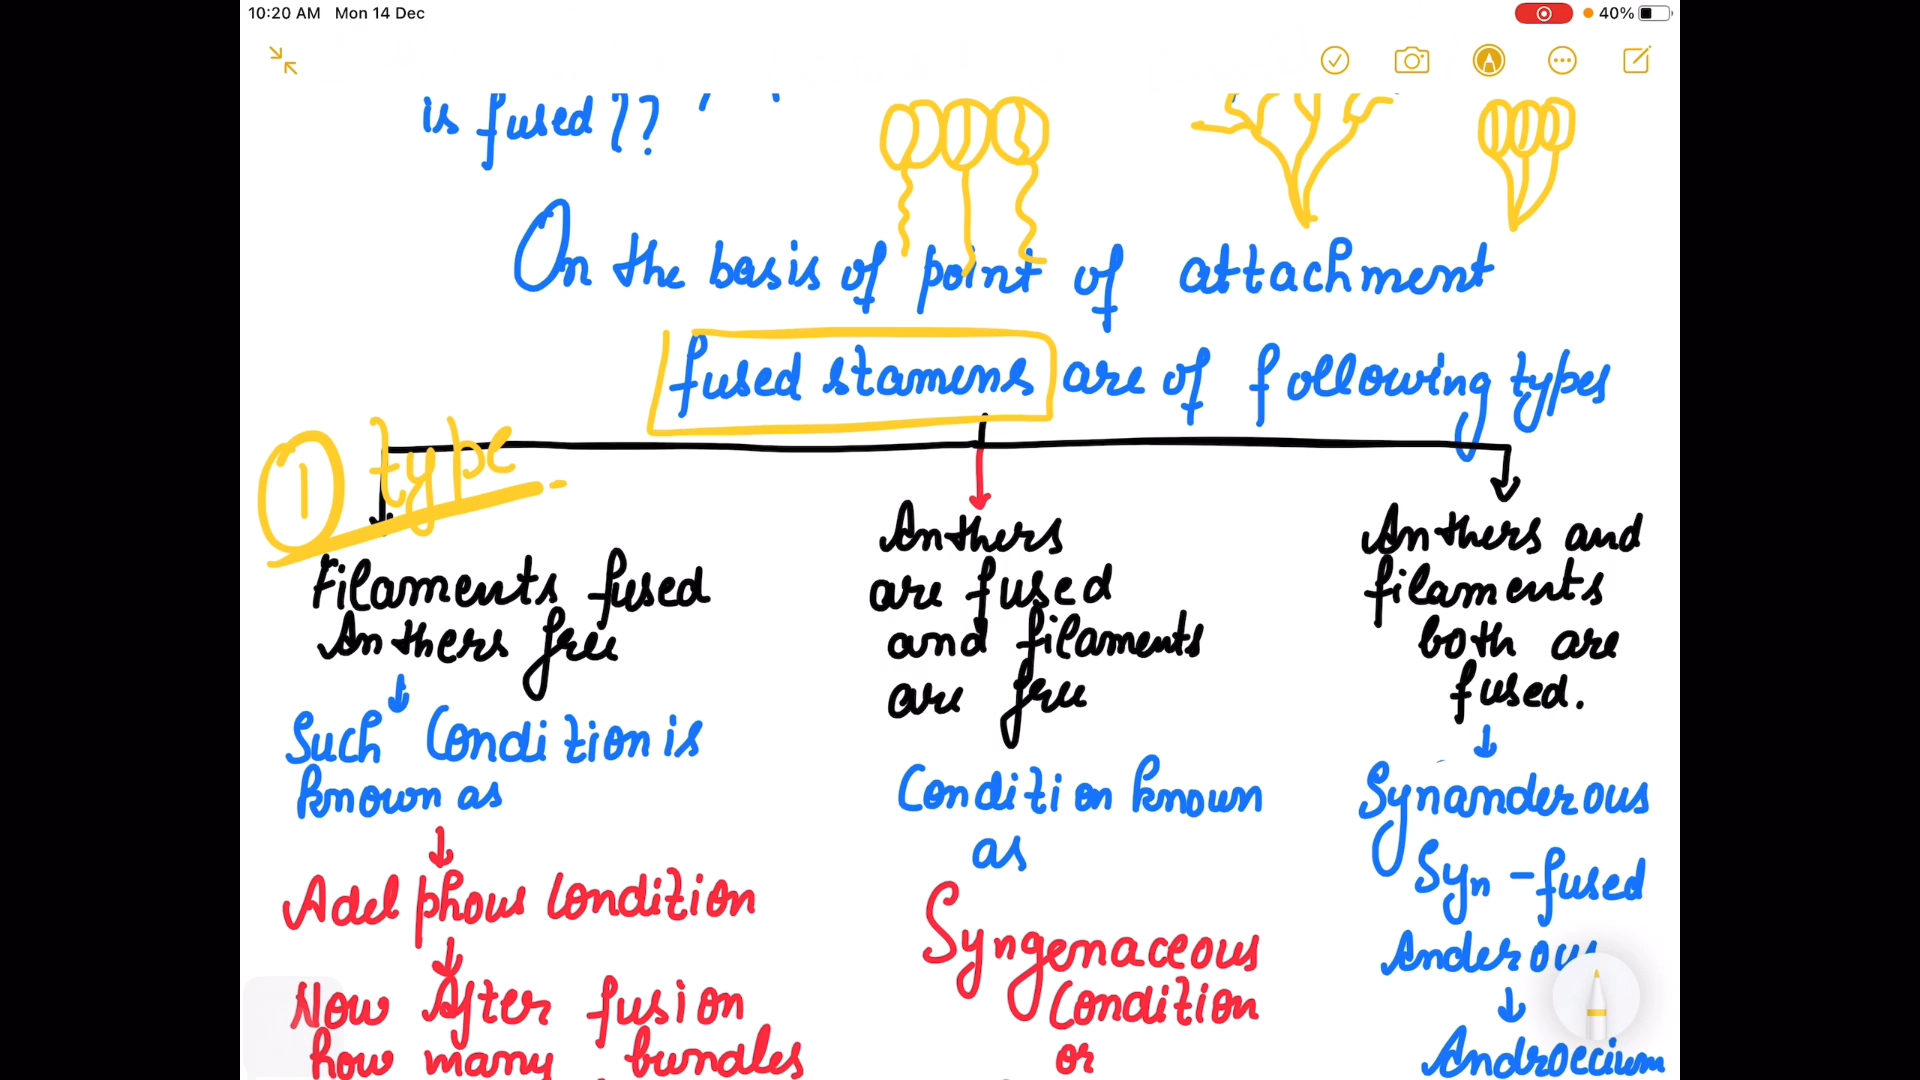 10:20 AM Mon 14 Dec
40%
is fused??
On the basis of point of attachment
fused stamens are of following types
① type
Filaments fused
Anthers free
Such Condition is
known as
Adelphous Condition
Now After fusion
how many bundles
Anthers
are fused
and filaments
are free
Condition known
as
Syngenaceous
Condition
or
Anthers and
filaments
both are
fused.
Synanderous
Syn - fused
Anderous
Androecium